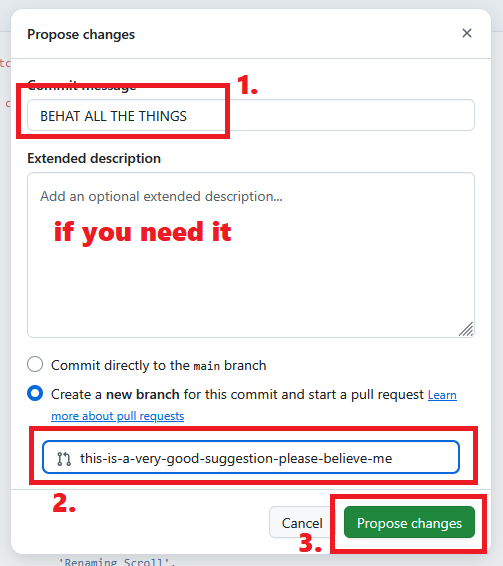 Propose changes
tc
Commit message
1.
c
BEHAT ALL THE THINGS
Extended description
Add an optional extended description...
if you need it
Commit directly to the main branch
Create a new branch for this commit and start a pull request Learn
more about pull requests
this-is-a-very-good-suggestion-please-believe-me
2.
Cancel
Propose changes
3.
'Renaming Scroll',